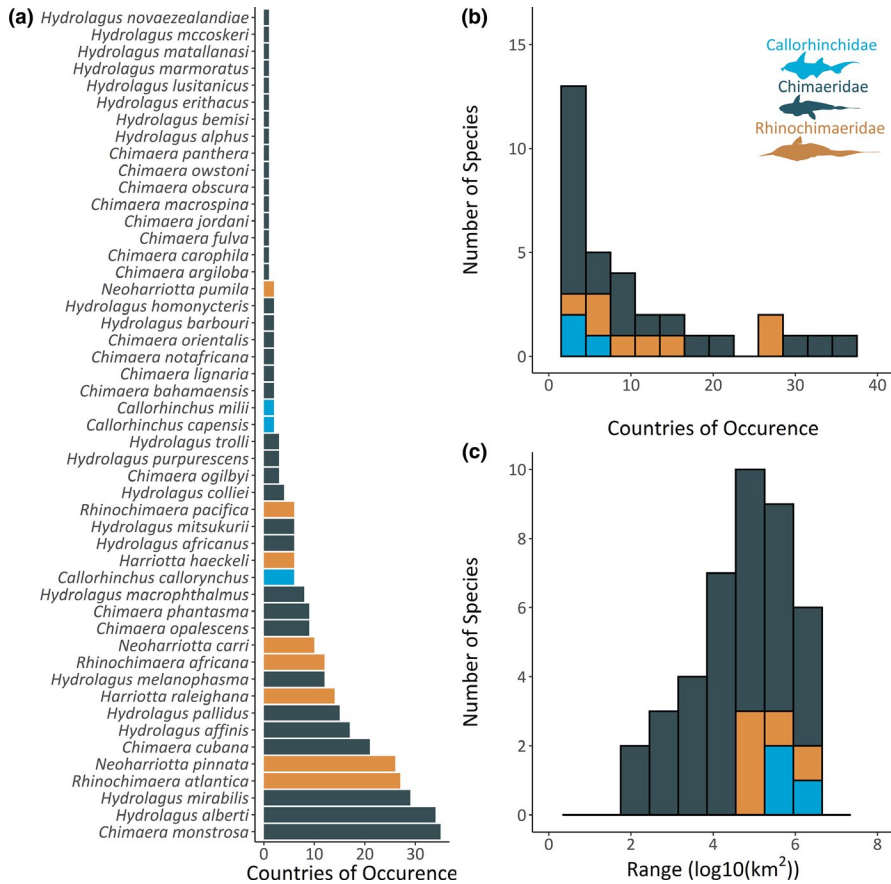 (a)
Hydrolagus novaezealandiae
Hydrolagus mccoskeri
Hydrolagus matallanasi
Hydrolagus marmoratus
Hydrolagus lusitanicus
Hydrolagus erithacus
Hydrolagus bemisi
Hydrolagus alphus
Chimaera panthera
Chimaera owstoni
Chimaera obscura
Chimaera macrospina
Chimaera jordani
Chimaera fulva
Chimaera carophila
Chimaera argiloba
Neoharriotta pumila
Hydrolagus homonycteris
Hydrolagus barbouri
Chimaera orientalis
Chimaera notafricana
Chimaera lignaria
Chimaera bahamaensis
Callorhinchus milii
Callorhinchus capensis
Hydrolagus trolli
Hydrolagus purpurescens
Chimaera ogilbyi
Hydrolagus colliei
Rhinochimaera pacifica
Hydrolagus mitsukurii
Hydrolagus africanus
Harriotta haeckeli
Callorhinchus callorynchus
Hydrolagus macrophthalmus
Chimaera phantasma
Chimaera opalescens
Neoharriotta carri
Rhinochimaera africana
Hydrolagus melanophasma
Harriotta raleighana
Hydrolagus pallidus
Hydrolagus affinis
Chimaera cubana
Neoharriotta pinnata
Rhinochimaera atlantica
Hydrolagus mirabilis
Hydrolagus alberti
Chimaera monstrosa
0 10 20 30
Countries of Occurence
(b)
Number of Species
15
10
5
0
0 10 20 30 40
Countries of Occurence
Callorhinchidae
Chimaeridae
Rhinochimaeridae
(c)
Number of Species
10
8
6
4
2
0
2 4 6 8
Range (log10(km²))